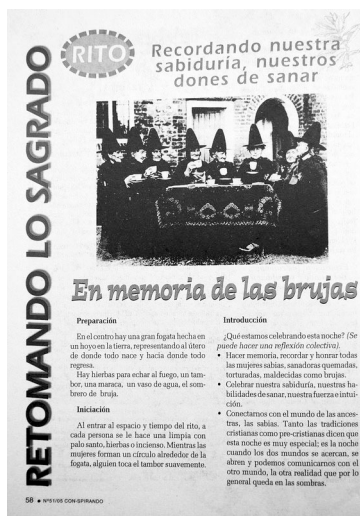 RETOMANDO LO SAGRADO
RITO
Recordando nuestra
sabiduría, nuestros
dones de sanar
En memoria de las brujas
Preparación
En el centro hay una gran fogata hecha en
un hoyo en la tierra, representando al útero
de donde todo nace y hacia donde todo
regresa.
Hay hierbas para echar al fuego, un tam-
bor, una maraca, un vaso de agua, el som-
brero de bruja.
Iniciación
Al entrar al espacio y tiempo del rito, a
cada persona se le hace una limpia con
palo santo, hierbas o incienso. Mientras las
mujeres forman un círculo alrededor de la
fogata, alguien toca el tambor suavemente.
Introducción
¿Qué estamos celebrando esta noche? (Se
puede hacer una reflexión colectiva).
• Hacer memoria, recordar y honrar todas
las mujeres sabias, sanadoras quemadas,
torturadas, maldecidas como brujas.
• Celebrar nuestra sabiduría, nuestras ha-
bilidades de sanar, nuestra fuerza e intui-
ción.
• Conectarnos con el mundo de las ances-
tras, las sabias. Tanto las tradiciones
cristianas como pre-cristianas dicen que
esta noche es muy especial; es la noche
cuando los dos mundos se acercan, se
abren y podemos comunicarnos con el
otro mundo, la otra realidad que por lo
general queda en las sombras.
58 • Nº51/05 CON-SPIRANDO